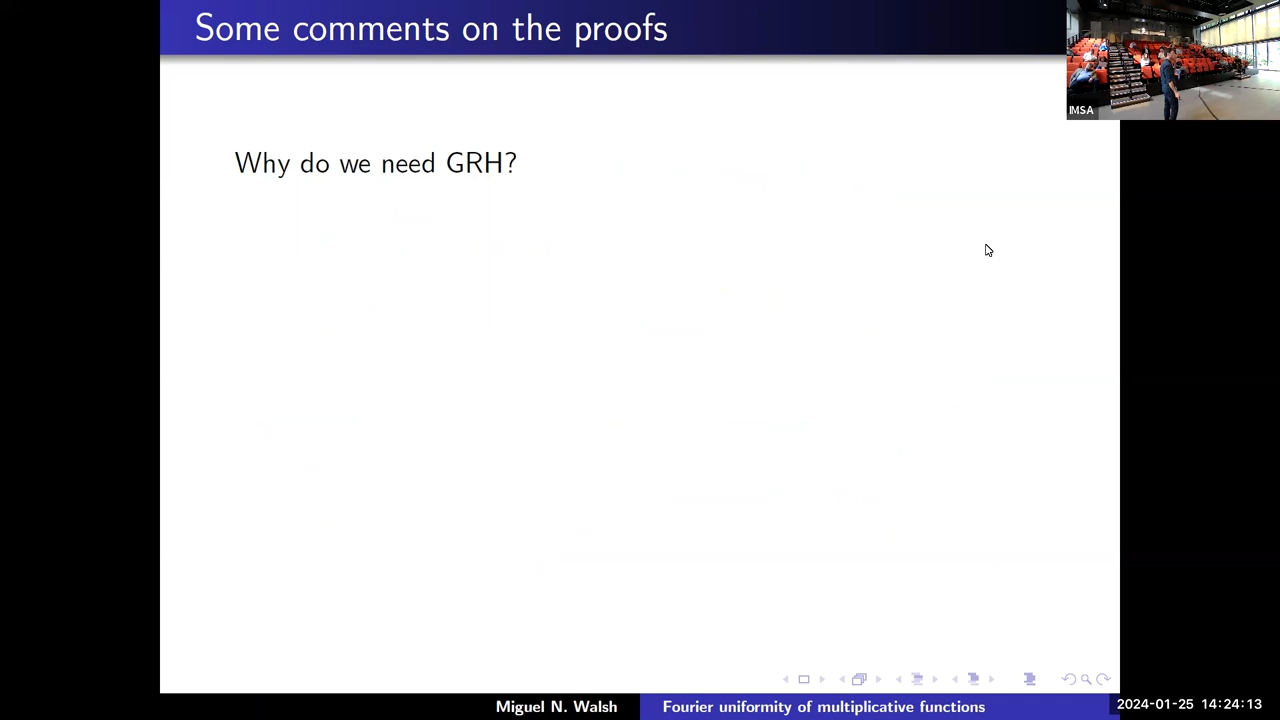 Some comments on the proofs
IMSA
Why do we need GRH?
Miguel N. Walsh
Fourier uniformity of multiplicative functions
2024-01-25 14:24:13